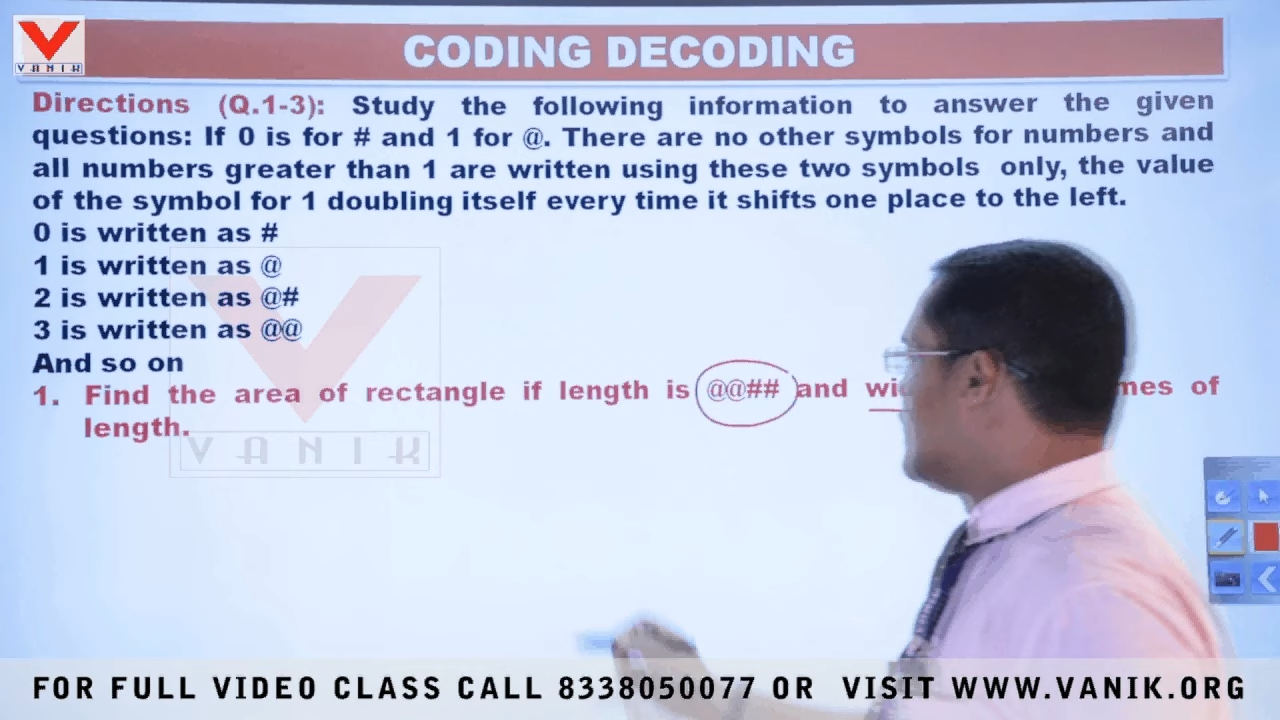 VANIK
CODING DECODING
Directions (Q.1-3): Study the following information to answer the given
questions: If 0 is for # and 1 for @. There are no other symbols for numbers and
all numbers greater than 1 are written using these two symbols only, the value
of the symbol for 1 doubling itself every time it shifts one place to the left.
0 is written as #
1 is written as @
2 is written as @#
3 is written as @@
And so on
1. Find the area of rectangle if length is @@## and of
length.
VANIK
FOR FULL VIDEO CLASS CALL 8338050077 OR VISIT WWW.VANIK.ORG